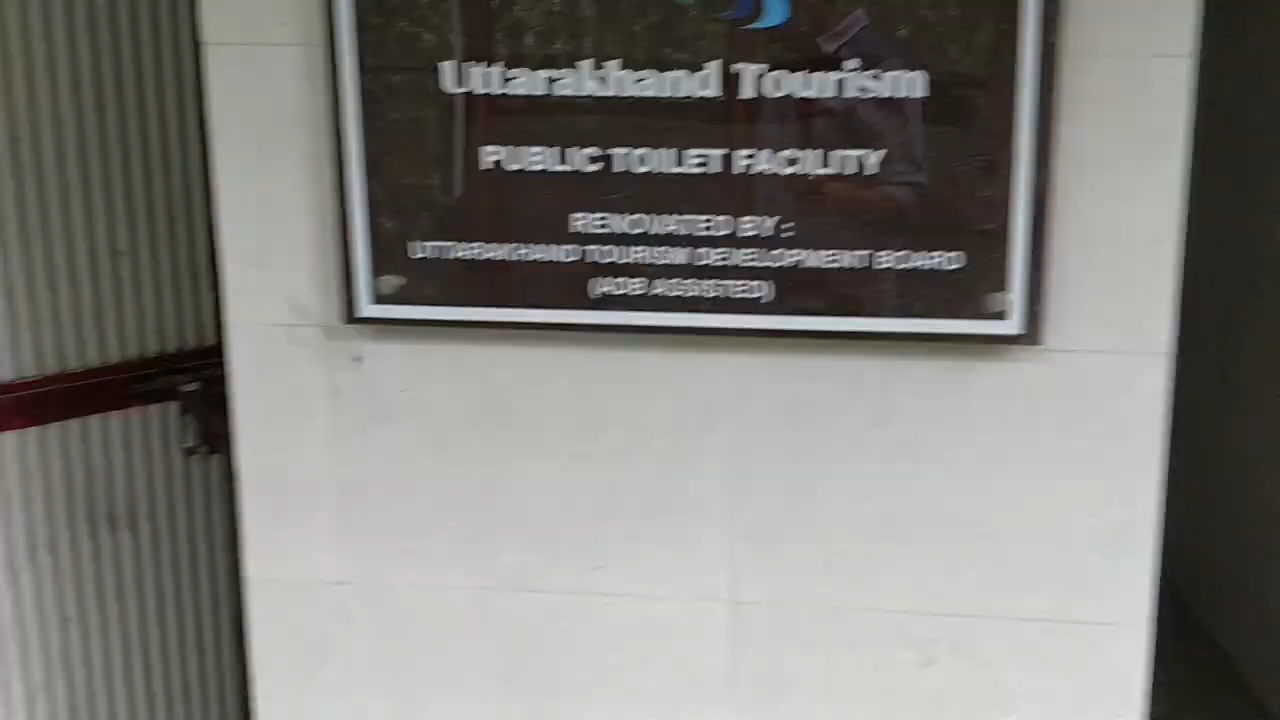 Uttarakhand Tourism
PUBLIC TOILET FACILITY
RENOVATED BY :
UTTARAKHAND TOURISM DEVELOPMENT BOARD
(ADB ASSISTED)